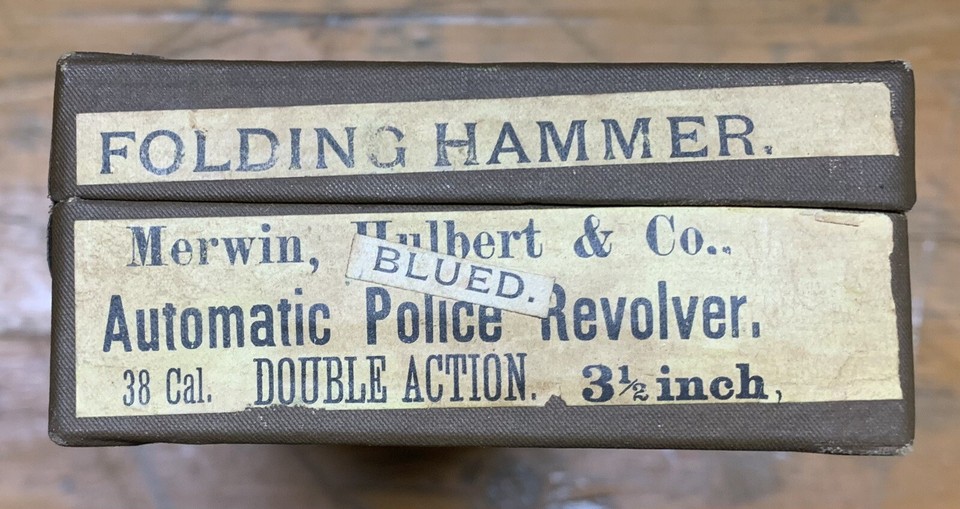 FOLDING HAMMER.
Merwin, Hulbert & Co..
BLUED.
Automatic Police Revolver.
38 Cal. DOUBLE ACTION. 3½ inch,